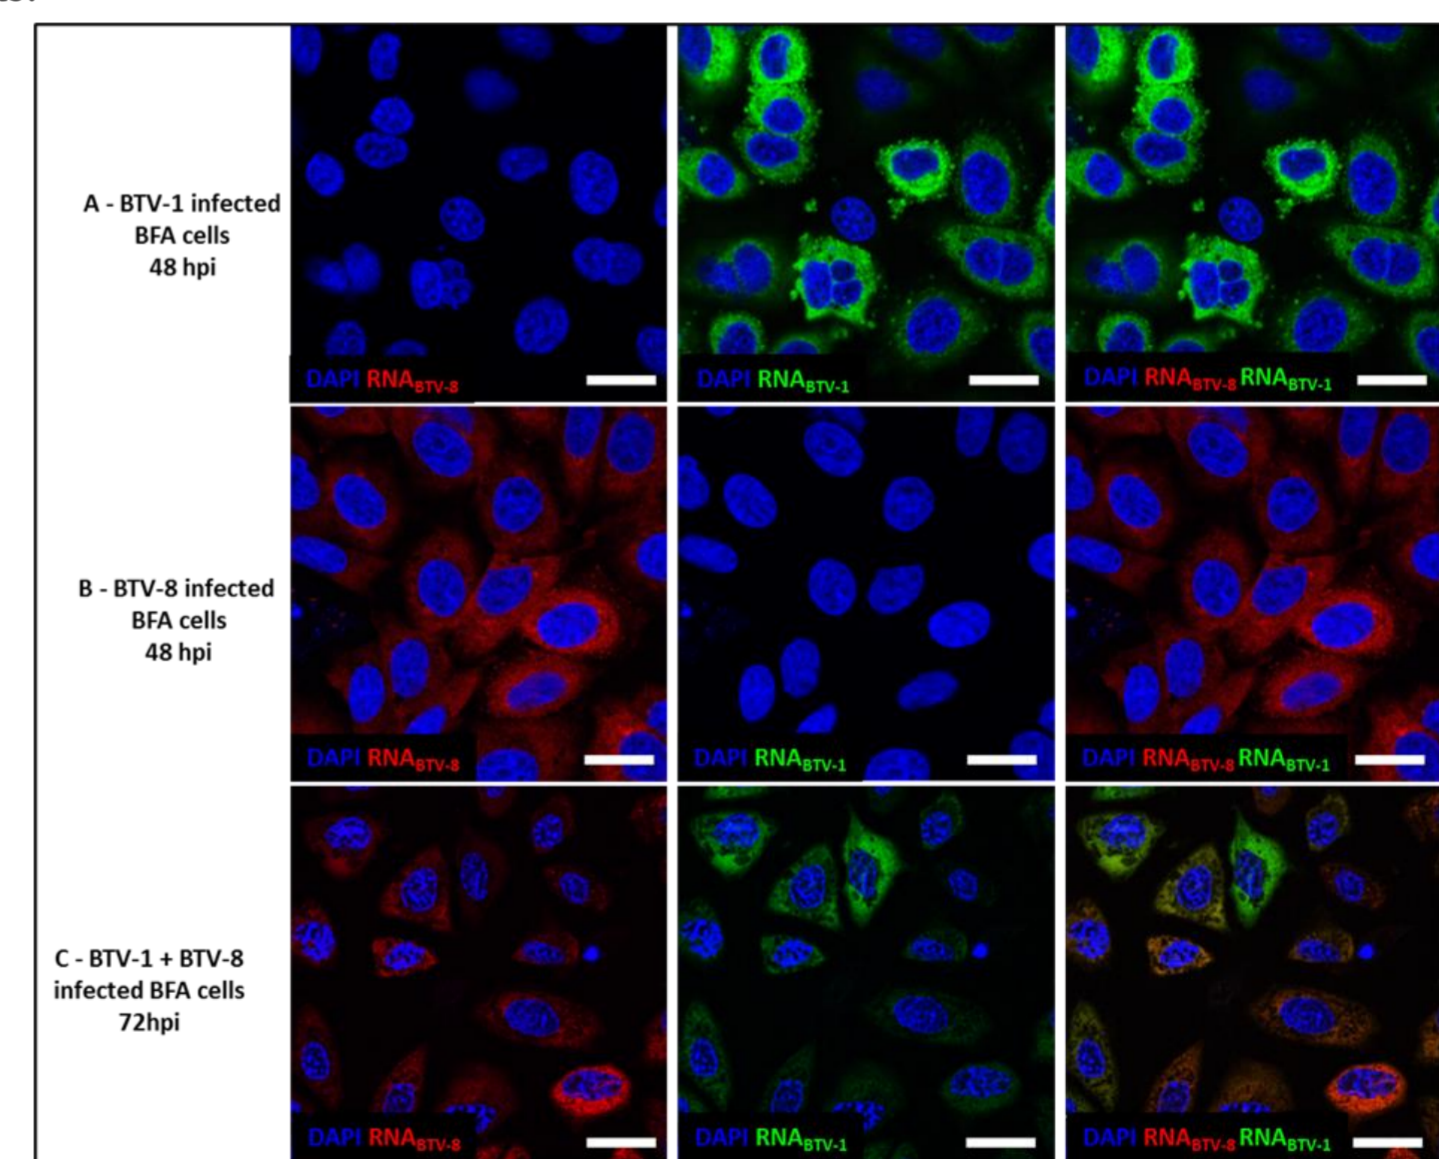 A - BTV-1 infected
BFA cells
48 hpi
DAPI RNABTV-8
DAPI RNABTV-1
DAPI RNABTV-8 RNABTV-1
B - BTV-8 infected
BFA cells
48 hpi
DAPI RNABTV-8
DAPI RNABTV-1
DAPI RNABTV-8 RNABTV-1
C - BTV-1 + BTV-8
infected BFA cells
72hpi
DAPI RNABTV-8
DAPI RNABTV-1
DAPI RNABTV-8 RNABTV-1